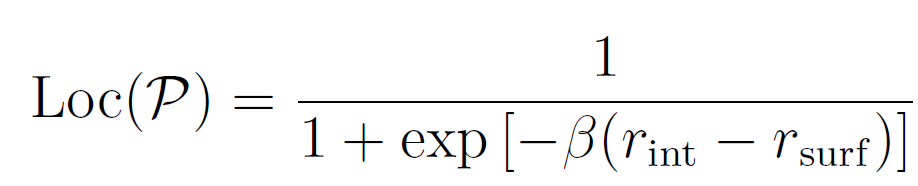 Loc(𝒫) = 1 / (1 + exp [−β(r_int − r_surf)])